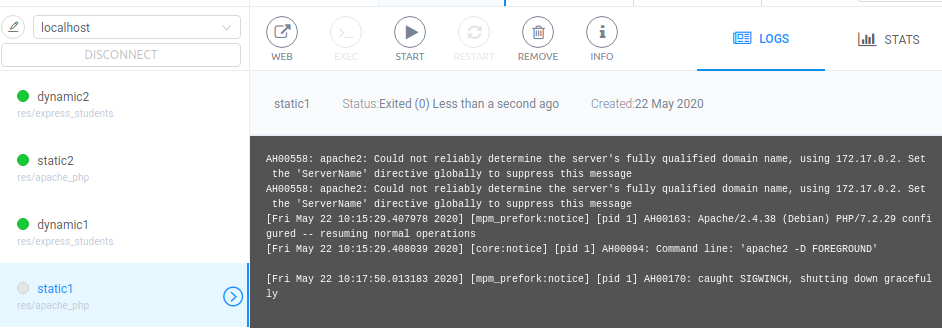 localhost
DISCONNECT
dynamic2
res/express_students
static2
res/apache_php
dynamic1
res/express_students
static1
res/apache_php
WEB
EXEC
START
RESTART
REMOVE
INFO
LOGS
STATS
static1 Status:Exited (0) Less than a second ago Created:22 May 2020
AH00558: apache2: Could not reliably determine the server's fully qualified domain name, using 172.17.0.2. Set
the 'ServerName' directive globally to suppress this message
AH00558: apache2: Could not reliably determine the server's fully qualified domain name, using 172.17.0.2. Set
the 'ServerName' directive globally to suppress this message
[Fri May 22 10:15:29.407978 2020] [mpm_prefork:notice] [pid 1] AH00163: Apache/2.4.38 (Debian) PHP/7.2.29 confi
gured -- resuming normal operations
[Fri May 22 10:15:29.408039 2020] [core:notice] [pid 1] AH00094: Command line: 'apache2 -D FOREGROUND'
[Fri May 22 10:17:50.013183 2020] [mpm_prefork:notice] [pid 1] AH00170: caught SIGWINCH, shutting down graceful
ly